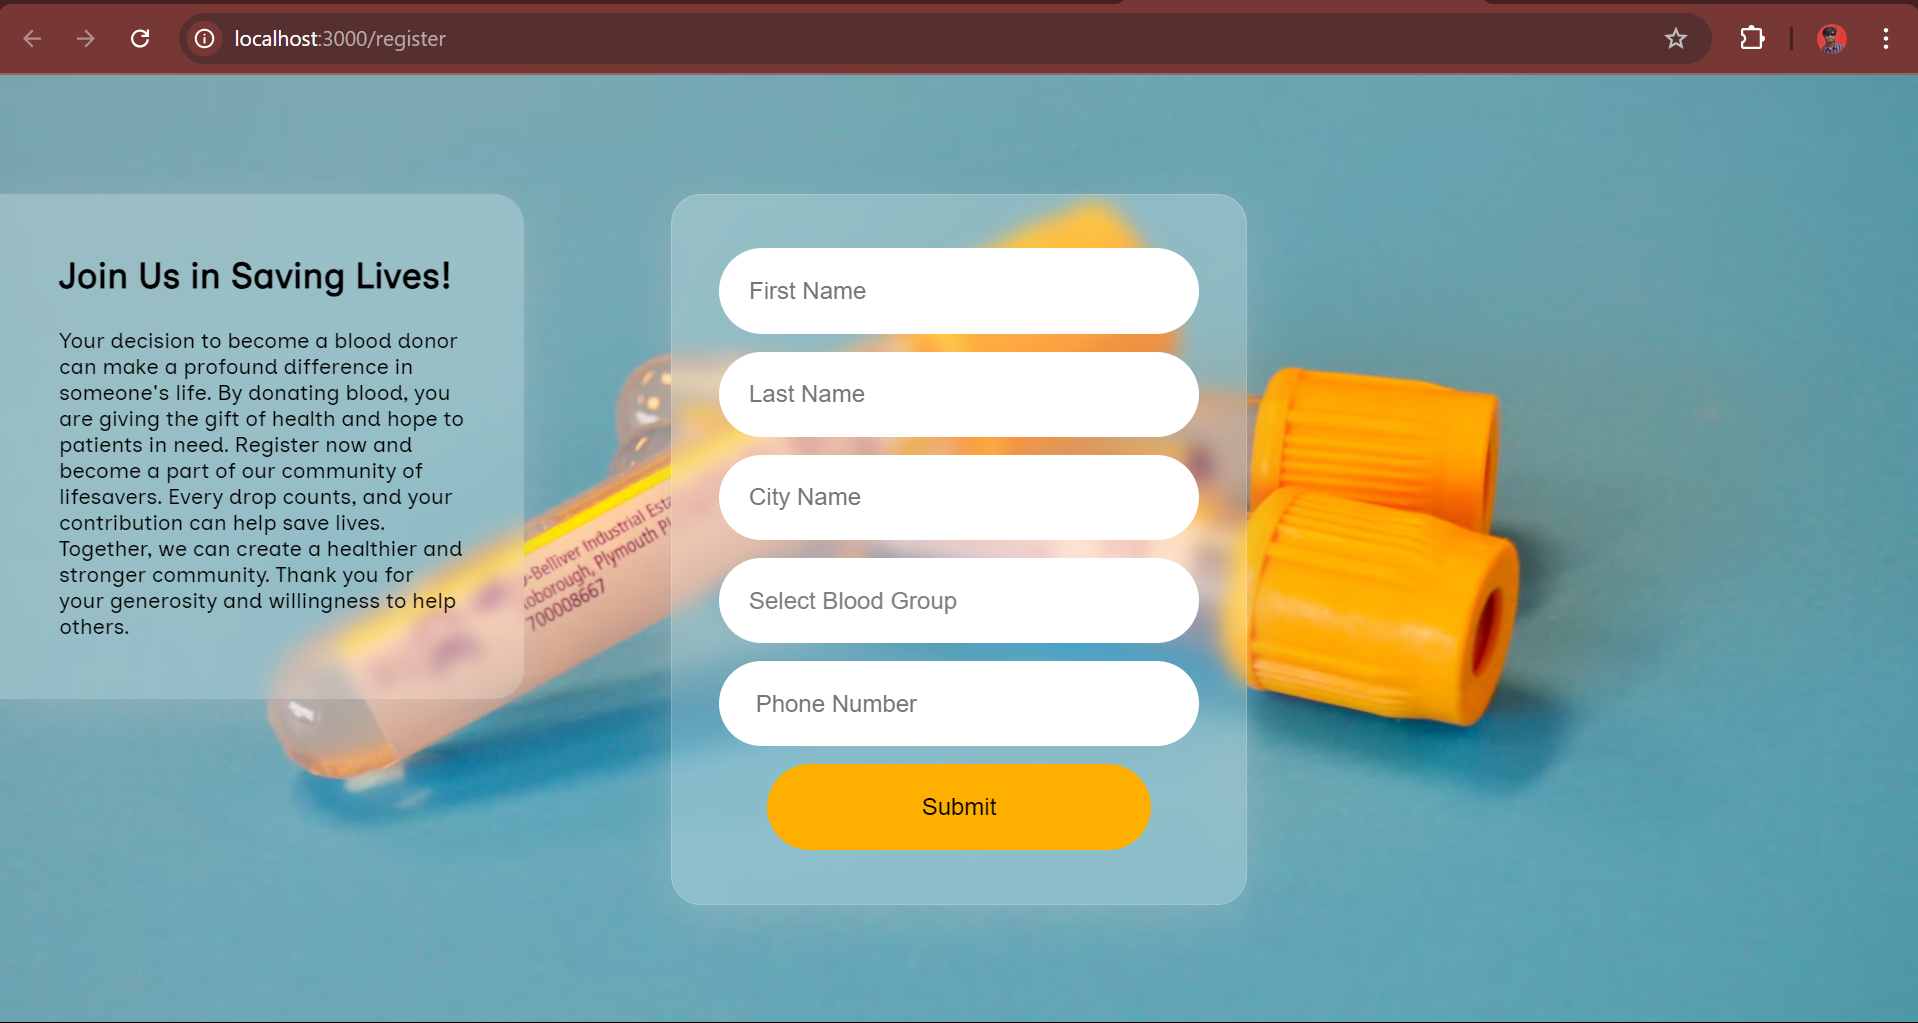 localhost:3000/register
Join Us in Saving Lives!
Your decision to become a blood donor
can make a profound difference in
someone's life. By donating blood, you
are giving the gift of health and hope to
patients in need. Register now and
become a part of our community of
lifesavers. Every drop counts, and your
contribution can help save lives.
Together, we can create a healthier and
stronger community. Thank you for
your generosity and willingness to help
others.
-Belliver Industrial Esta
oborough, Plymouth Pl
700008667
First Name
Last Name
City Name
Select Blood Group
Phone Number
Submit